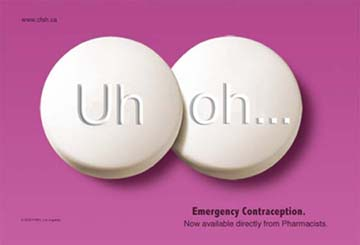 www.cfsh.ca
Uh oh...
Emergency Contraception.
Now available directly from Pharmacists.